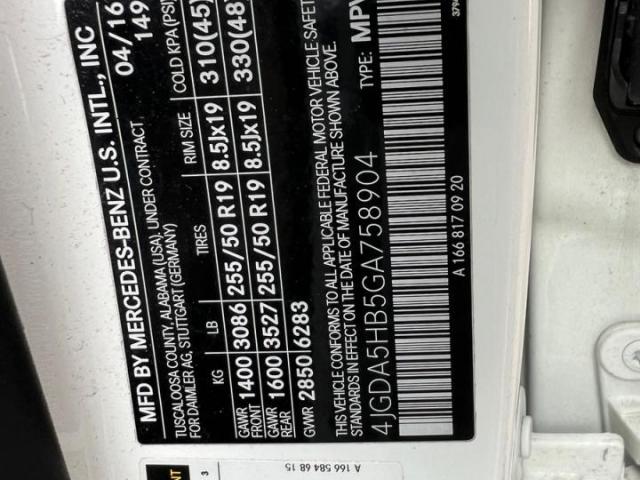 MFD BY MERCEDES-BENZ U.S. INTL., INC
TUSCALOOSA COUNTY, ALABAMA (USA), UNDER CONTRACT
FOR DAIMLER AG, STUTTGART (GERMANY)
04/16
149
KG LB TIRES RIM SIZE COLD KPA (PSI)
GAWR FRONT 1400 3086 255/50 R19 8.5Jx19 310(45)
GAWR REAR 1600 3527 255/50 R19 8.5Jx19 330(48)
GVWR 2850 6283
THIS VEHICLE CONFORMS TO ALL APPLICABLE FEDERAL MOTOR VEHICLE SAFETY
STANDARDS IN EFFECT ON THE DATE OF MANUFACTURE SHOWN ABOVE.
4JGDA5HB5GA758904 TYPE: MPV
A 166 817 09 20
3794
A 166 584 68 15
3